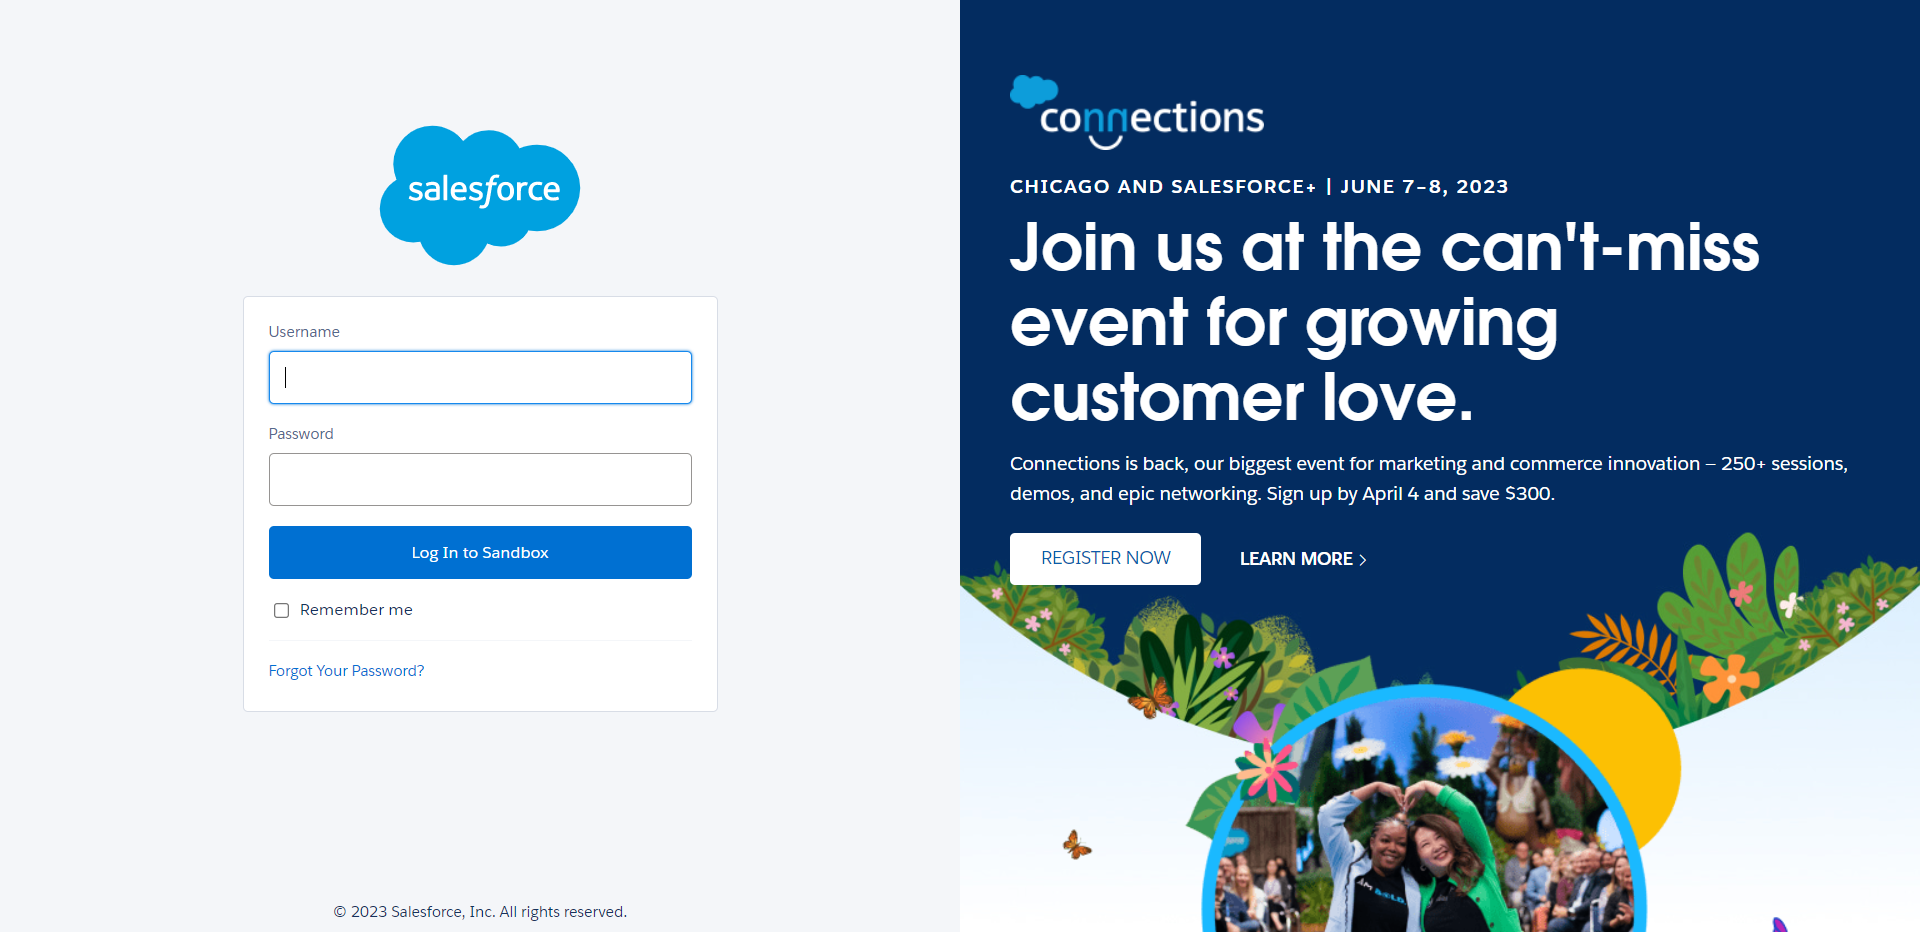 salesforce
Username
Password
Log In to Sandbox
Remember me
Forgot Your Password?
© 2023 Salesforce, Inc. All rights reserved.
connections
CHICAGO AND SALESFORCE+ | JUNE 7–8, 2023
Join us at the can't-miss
event for growing
customer love.
Connections is back, our biggest event for marketing and commerce innovation – 250+ sessions,
demos, and epic networking. Sign up by April 4 and save $300.
REGISTER NOW
LEARN MORE >